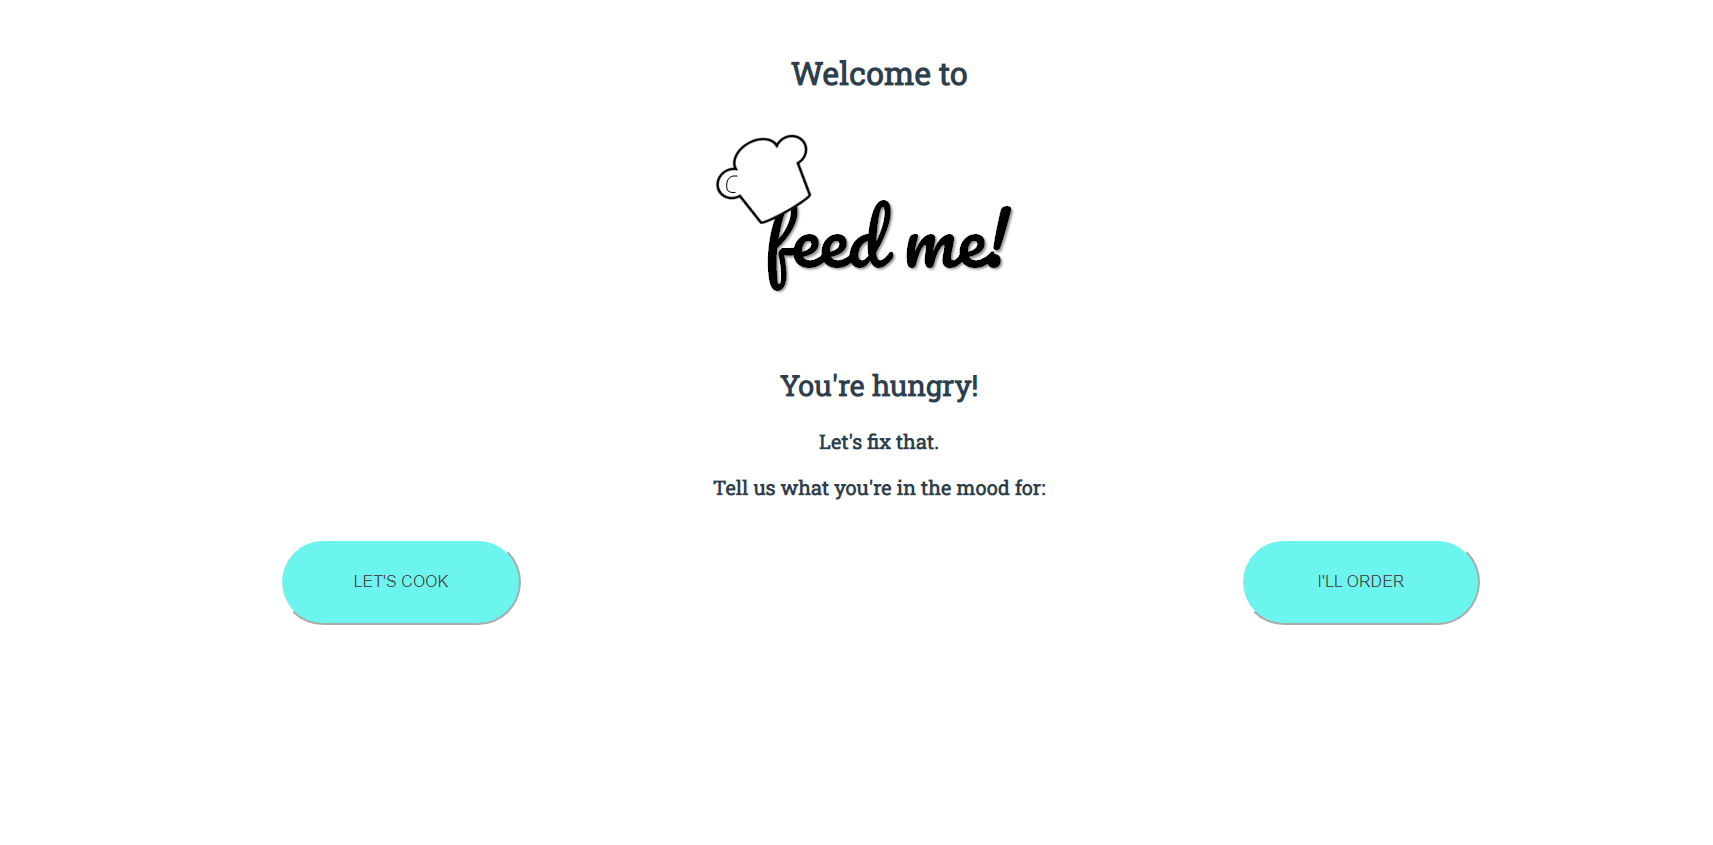 Welcome to
feed me!
You're hungry!
Let's fix that.
Tell us what you're in the mood for:
LET'S COOK
I'LL ORDER